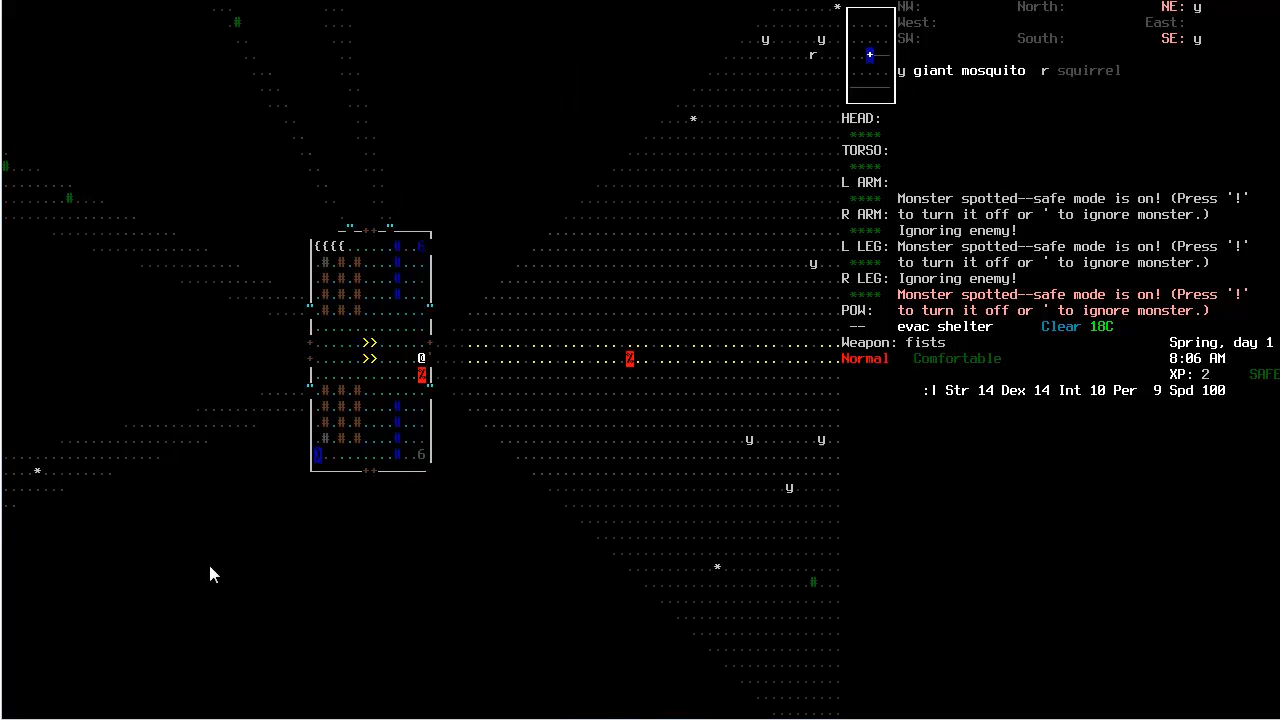 NW: North: NE: y
West: East:
SW: South: SE: y
y giant mosquito r squirrel
HEAD:
****
TORSO:
****
L ARM:
**** Monster spotted--safe mode is on! (Press '!'
R ARM: to turn it off or ' to ignore monster.)
**** Ignoring enemy!
L LEG: Monster spotted--safe mode is on! (Press '!'
**** to turn it off or ' to ignore monster.)
R LEG: Ignoring enemy!
**** Monster spotted--safe mode is on! (Press '!'
POW: to turn it off or ' to ignore monster.)
-- evac shelter Clear 18C
Weapon: fists Spring, day 1
Normal Comfortable 8:06 AM
XP: 2 SAFE
:I Str 14 Dex 14 Int 10 Per 9 Spd 100